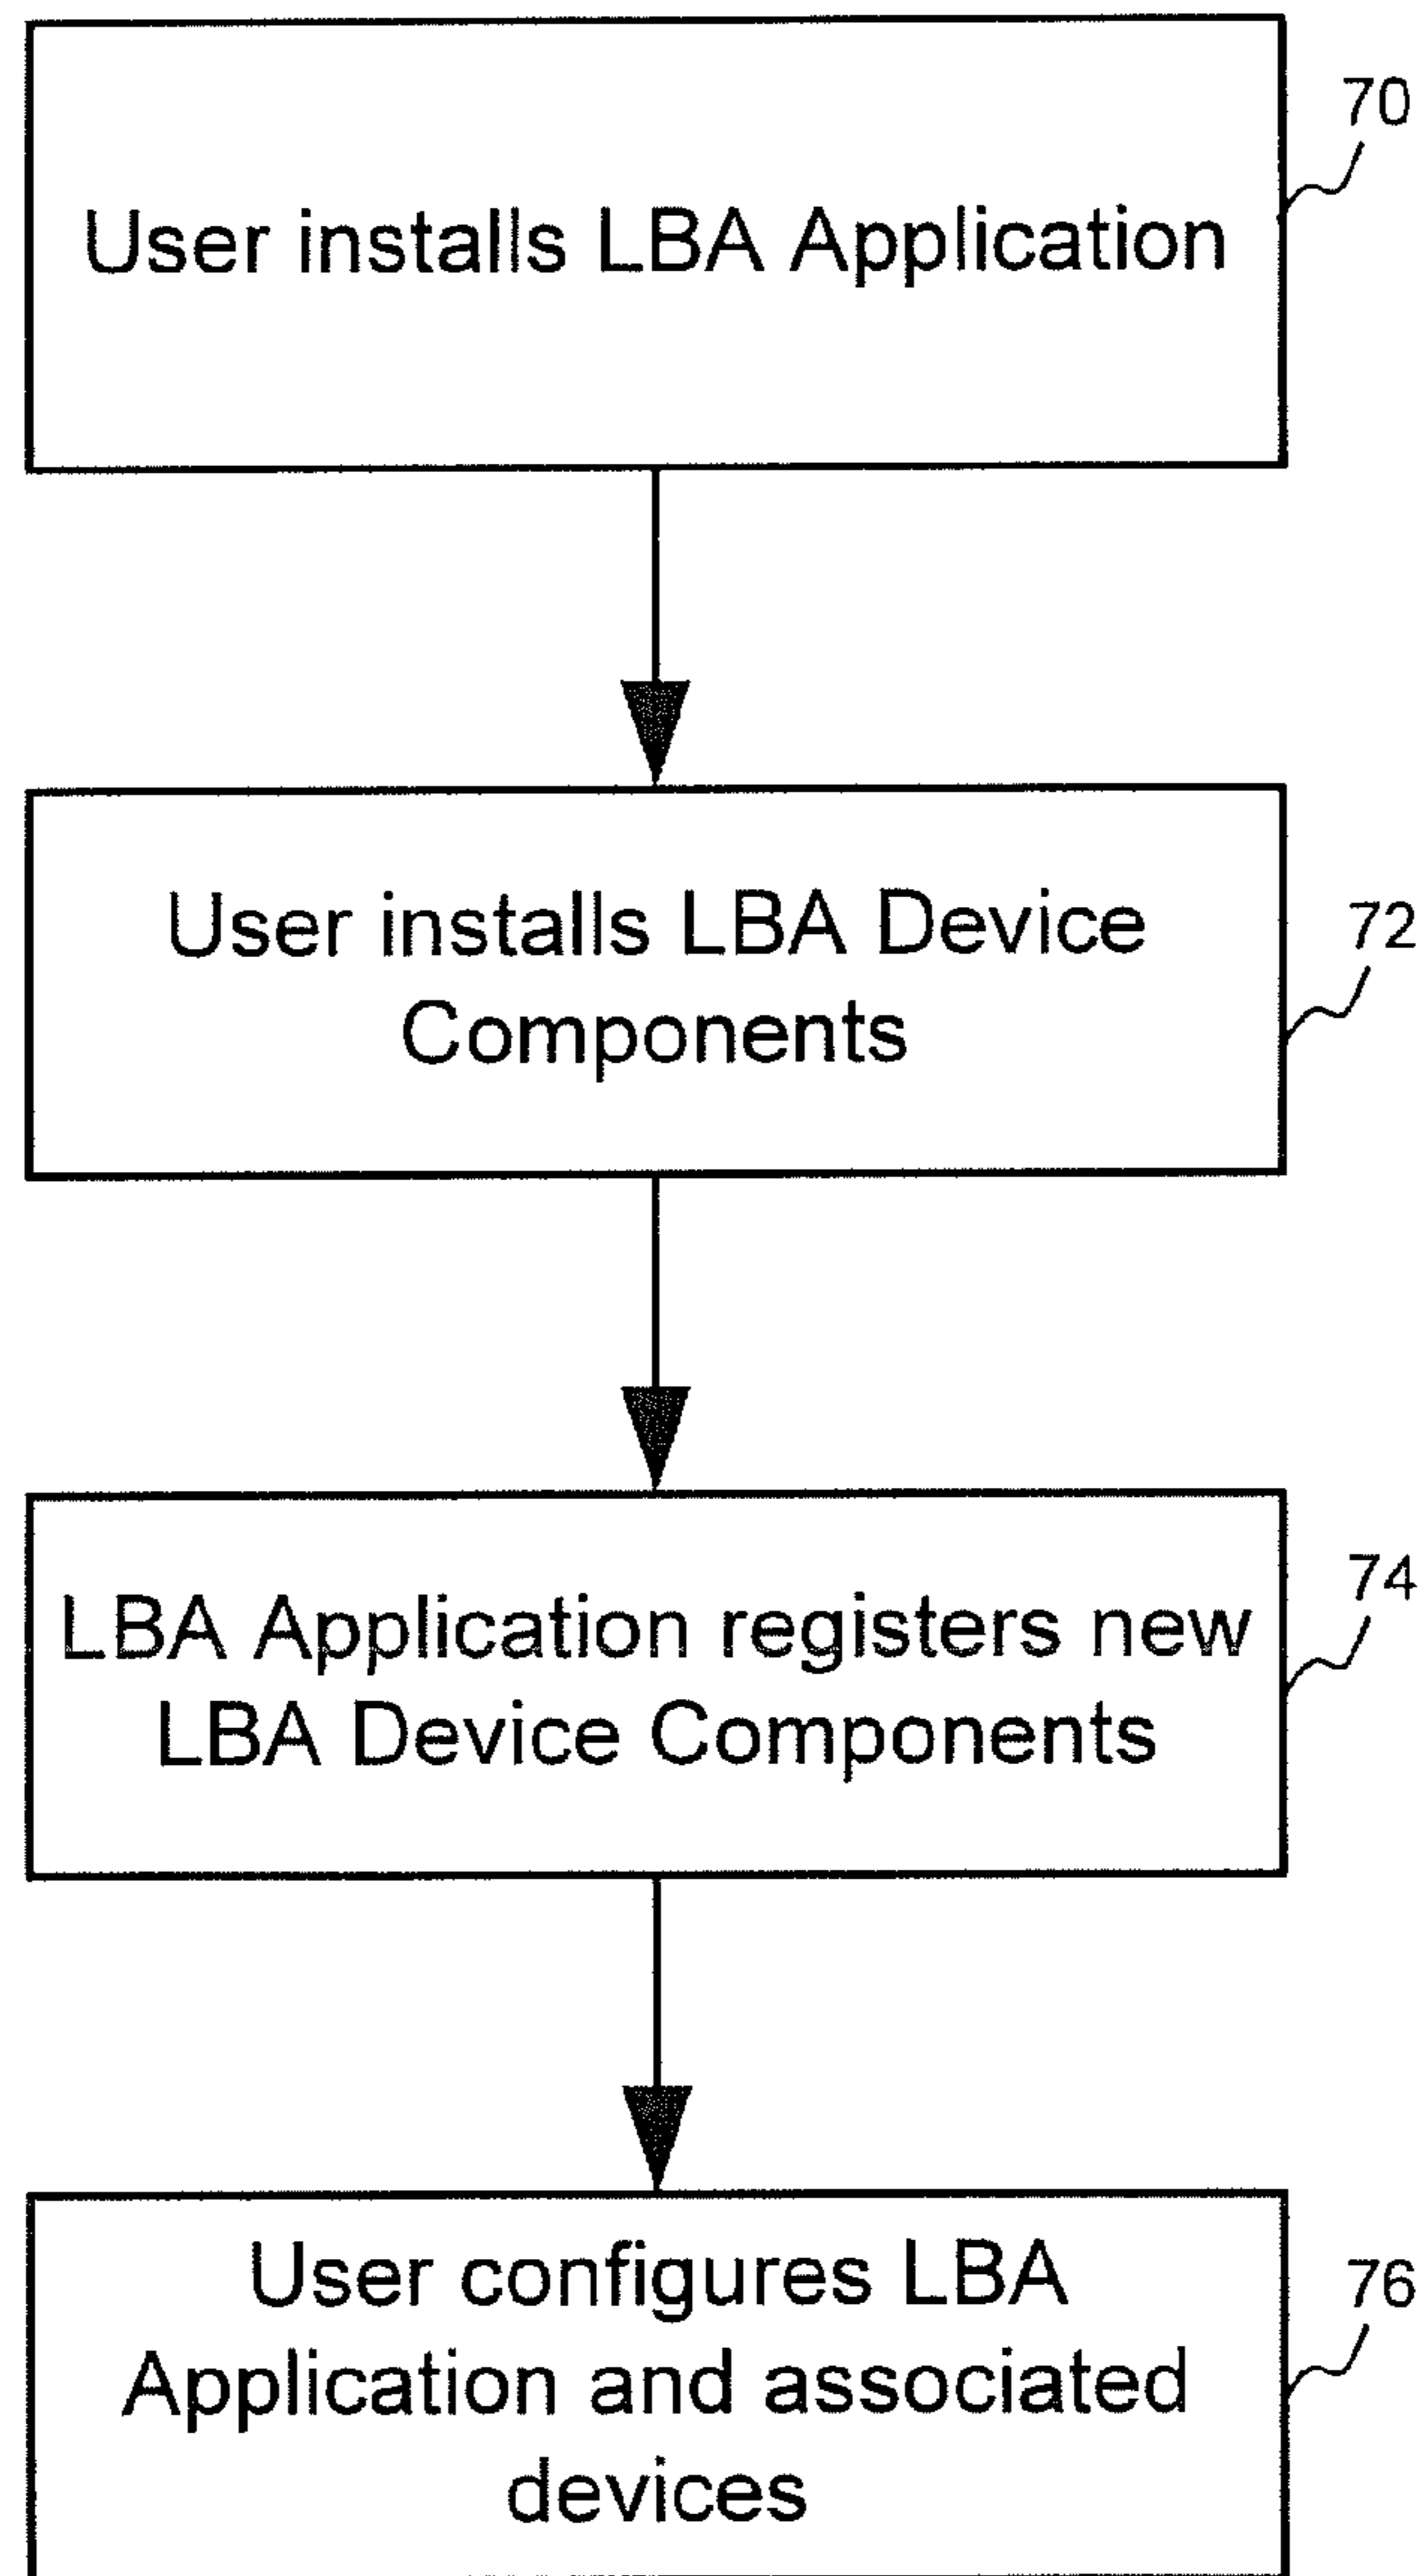 70
User installs LBA Application
72
User installs LBA Device
Components
74
LBA Application registers new
LBA Device Components
76
User configures LBA
Application and associated
devices